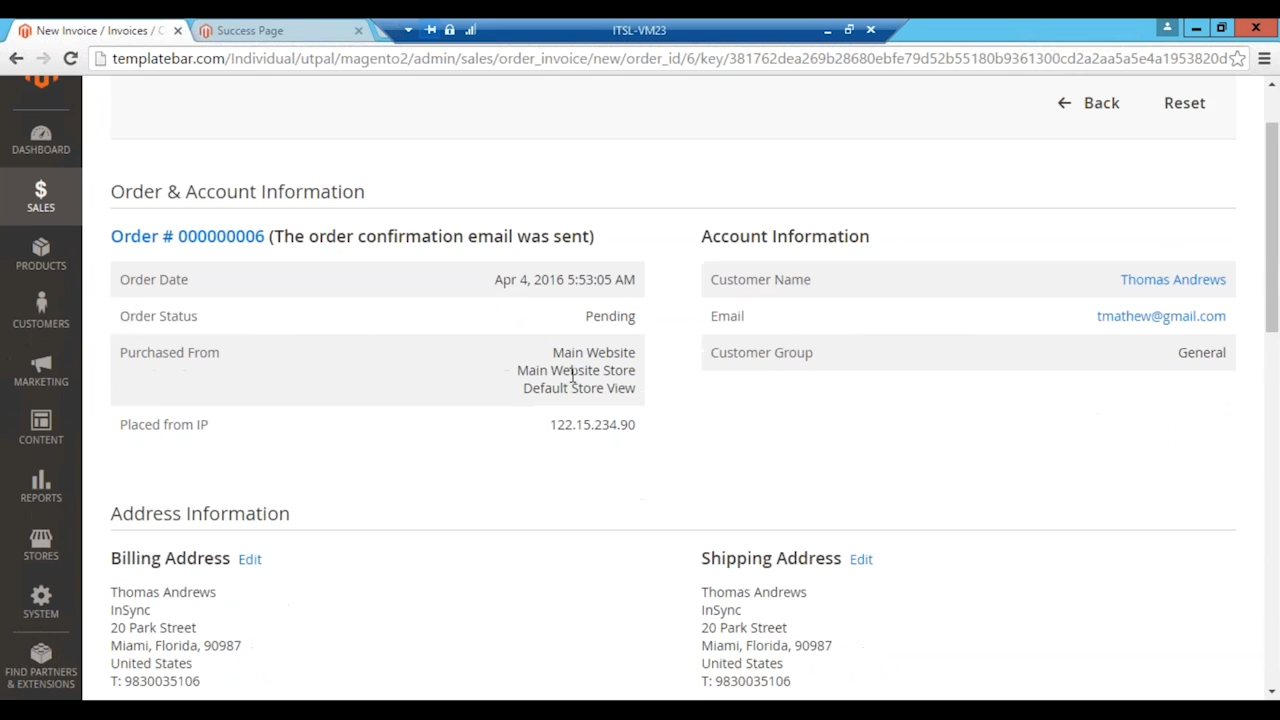 New Invoice / Invoices / O
Success Page
ITSL-VM23
templatebar.com/Individual/utpal/magento2/admin/sales/order_invoice/new/order_id/6/key/381762dea269b28680ebfe79d52b55180b9361300cd2a2aa5a5e4a1953820d
Back
Reset
DASHBOARD
SALES
PRODUCTS
CUSTOMERS
MARKETING
CONTENT
REPORTS
STORES
SYSTEM
FIND PARTNERS
& EXTENSIONS
Order & Account Information
Order # 000000006 (The order confirmation email was sent)
Order Date Apr 4, 2016 5:53:05 AM
Order Status Pending
Purchased From Main Website
Main Website Store
Default Store View
Placed from IP 122.15.234.90
Account Information
Customer Name Thomas Andrews
Email tmathew@gmail.com
Customer Group General
Address Information
Billing Address Edit
Thomas Andrews
InSync
20 Park Street
Miami, Florida, 90987
United States
T: 9830035106
Shipping Address Edit
Thomas Andrews
InSync
20 Park Street
Miami, Florida, 90987
United States
T: 9830035106